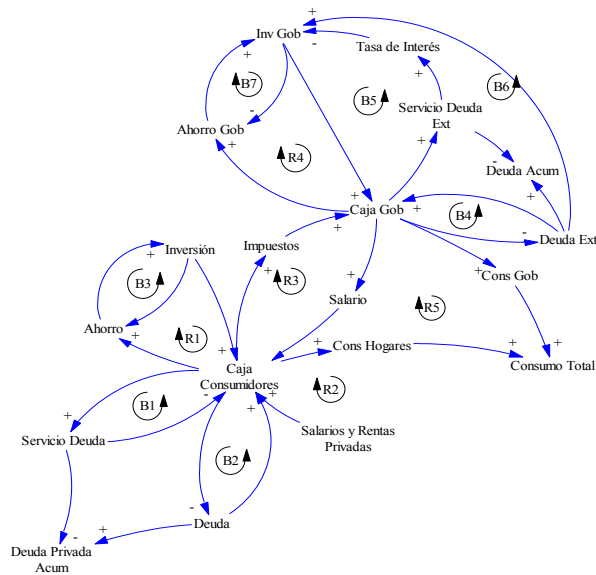 Inv Gob
Tasa de Interés
B7
B6
B5
Servicio Deuda
Ext
Ahorro Gob
R4
Deuda Acum
Caja Gob
B4
Deuda Ext
Impuestos
Inversión
B3
R3
Cons Gob
Salario
R5
Ahorro
R1
Cons Hogares
Caja
Consumidores
Consumo Total
R2
B1
Salarios y Rentas
Privadas
Servicio Deuda
B2
Deuda
Deuda Privada
Acum